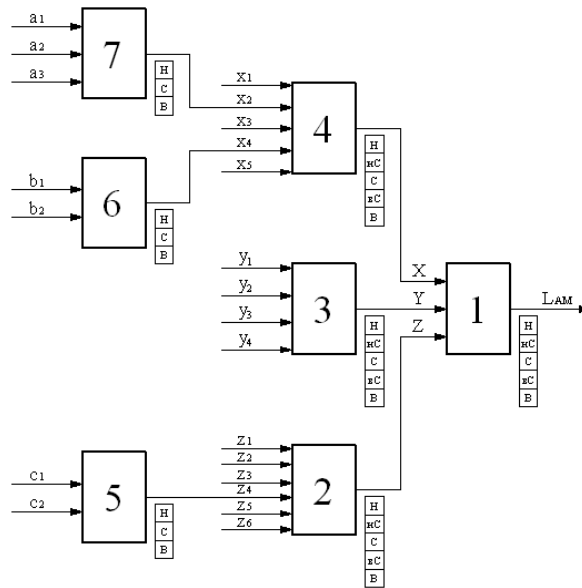 a1
a2
a3
7
Н
С
В
b1
b2
6
Н
С
В
x1
x2
x3
x4
x5
4
Н
нС
С
вС
В
y1
y2
y3
y4
3
Н
нС
С
вС
В
X
Y
Z
1
LAM
Н
нС
С
вС
В
c1
c2
5
Н
С
В
z1
z2
z3
z4
z5
z6
2
Н
нС
С
вС
В